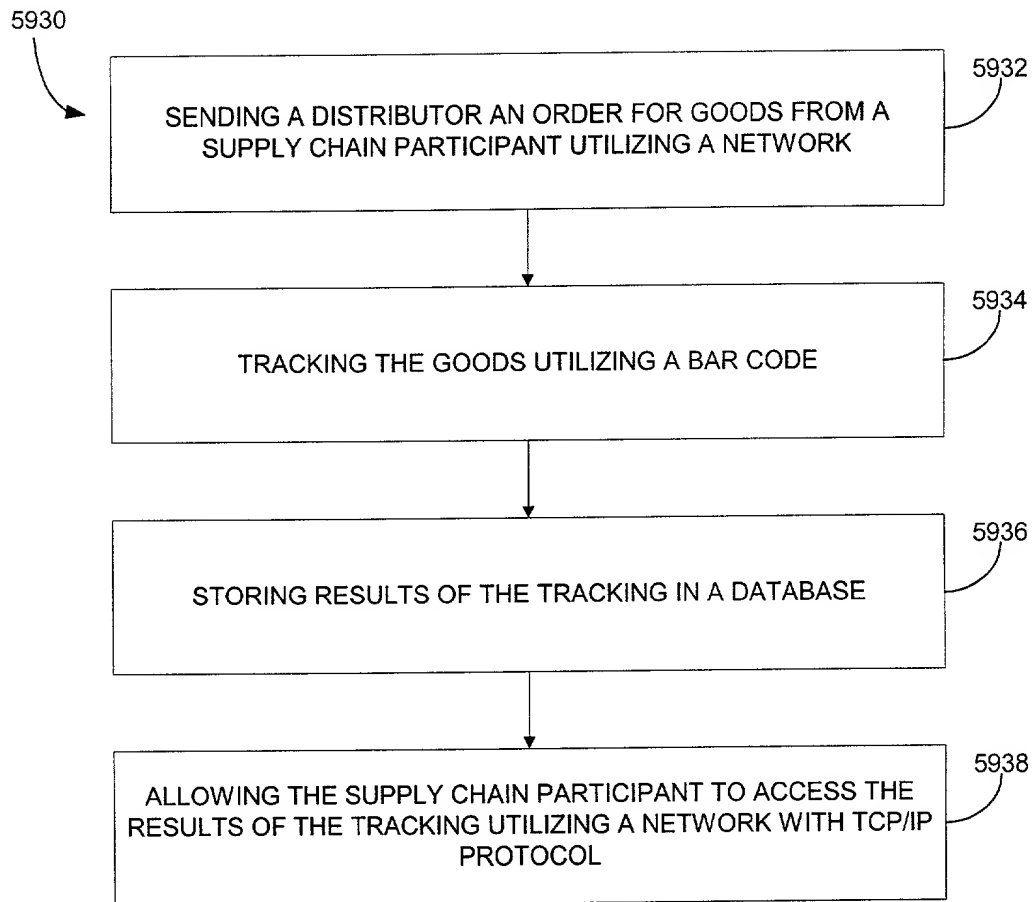 5930
5932
SENDING A DISTRIBUTOR AN ORDER FOR GOODS FROM A
SUPPLY CHAIN PARTICIPANT UTILIZING A NETWORK
5934
TRACKING THE GOODS UTILIZING A BAR CODE
5936
STORING RESULTS OF THE TRACKING IN A DATABASE
5938
ALLOWING THE SUPPLY CHAIN PARTICIPANT TO ACCESS THE
RESULTS OF THE TRACKING UTILIZING A NETWORK WITH TCP/IP
PROTOCOL